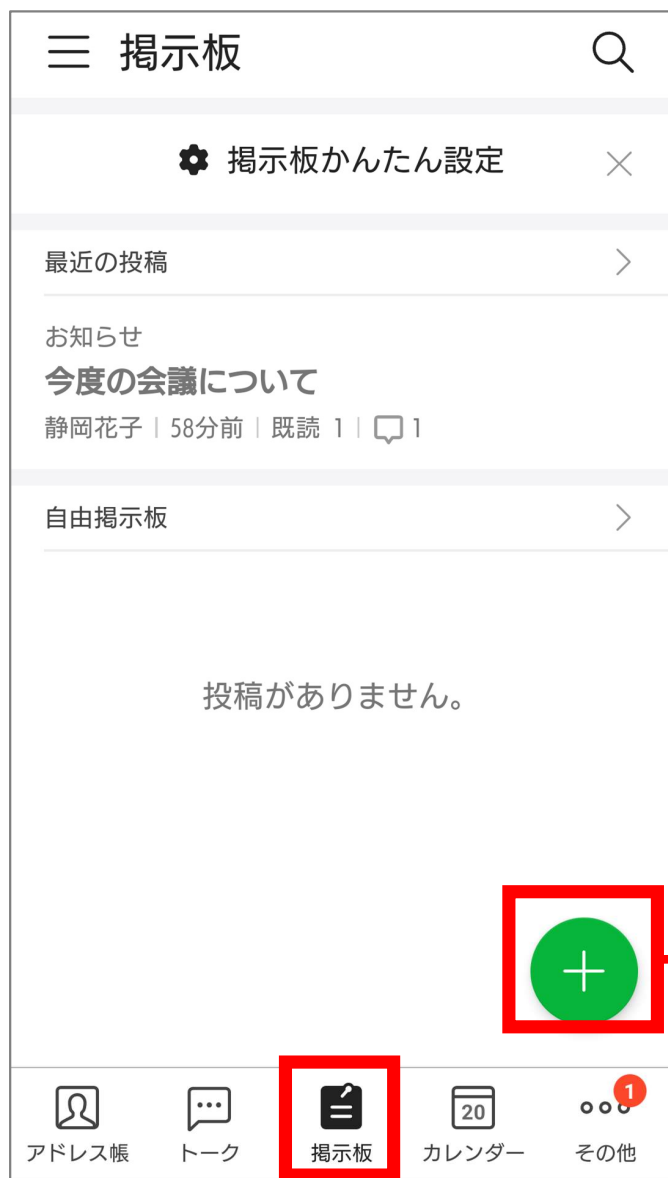 掲示板
掲示板かんたん設定
最近の投稿
お知らせ
今度の会議について
静岡花子 | 58分前 | 既読 1 | 1
自由掲示板
投稿がありません。
20
1
アドレス帳
トーク
掲示板
カレンダー
その他